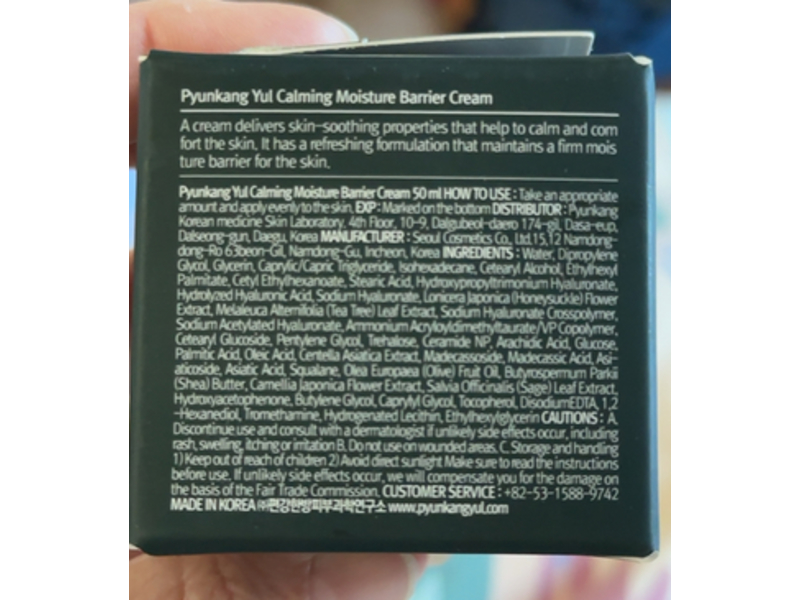 Pyunkang Yul Calming Moisture Barrier Cream
A cream delivers skin-soothing properties that help to calm and com
fort the skin. It has a refreshing formulation that maintains a firm mois
ture barrier for the skin.
Pyunkang Yul Calming Moisture Barrier Cream 50 ml HOW TO USE : Take an appropriate
amount and apply evenly to the skin. EXP : Marked on the bottom DISTRIBUTOR : Pyunkang
Korean medicine Skin Laboratory, 4th Floor, 10-9, Dalgubeol-daero 174-gil, Dasa-eup,
Dalseong-gun, Daegu, Korea MANUFACTURER : Seoul Cosmetics Co., Ltd.15,12 Namdong-
dong-Ro 63beon-Gil, Namdong-Gu, Incheon, Korea INGREDIENTS : Water, Dipropylene
Glycol, Glycerin, Caprylic/Capric Triglyceride, Isohexadecane, Cetearyl Alcohol, Ethylhexyl
Palmitate, Cetyl Ethylhexanoate, Stearic Acid, Hydroxypropyltrimonium Hyaluronate,
Hydrolyzed Hyaluronic Acid, Sodium Hyaluronate, Lonicera Japonica (Honeysuckle) Flower
Extract, Melaleuca Alternifolia (Tea Tree) Leaf Extract, Sodium Hyaluronate Crosspolymer,
Sodium Acetylated Hyaluronate, Ammonium Acryloyldimethyltaurate/VP Copolymer,
Cetearyl Glucoside, Pentylene Glycol, Trehalose, Ceramide NP, Arachidic Acid, Glucose,
Palmitic Acid, Oleic Acid, Centella Asiatica Extract, Madecassoside, Madecassic Acid, Asi-
aticoside, Asiatic Acid, Squalane, Olea Europaea (Olive) Fruit Oil, Butyrospermum Parkii
(Shea) Butter, Camellia Japonica Flower Extract, Salvia Officinalis (Sage) Leaf Extract,
Hydroxyacetophenone, Butylene Glycol, Caprylyl Glycol, Tocopherol, DisodiumEDTA, 1,2
-Hexanediol, Tromethamine, Hydrogenated Lecithin, Ethylhexylglycerin CAUTIONS : A.
Discontinue use and consult with a dermatologist if unlikely side effects occur, including
rash, swelling, itching or irritation B. Do not use on wounded areas. C. Storage and handling
1) Keep out of reach of children 2) Avoid direct sunlight Make sure to read the instructions
before use. If unlikely side effects occur, we will compensate you for the damage on
the basis of the Fair Trade Commission. CUSTOMER SERVICE : +82-53-1588-9742
MADE IN KOREA ㈜편강한방피부과학연구소 www.pyunkangyul.com